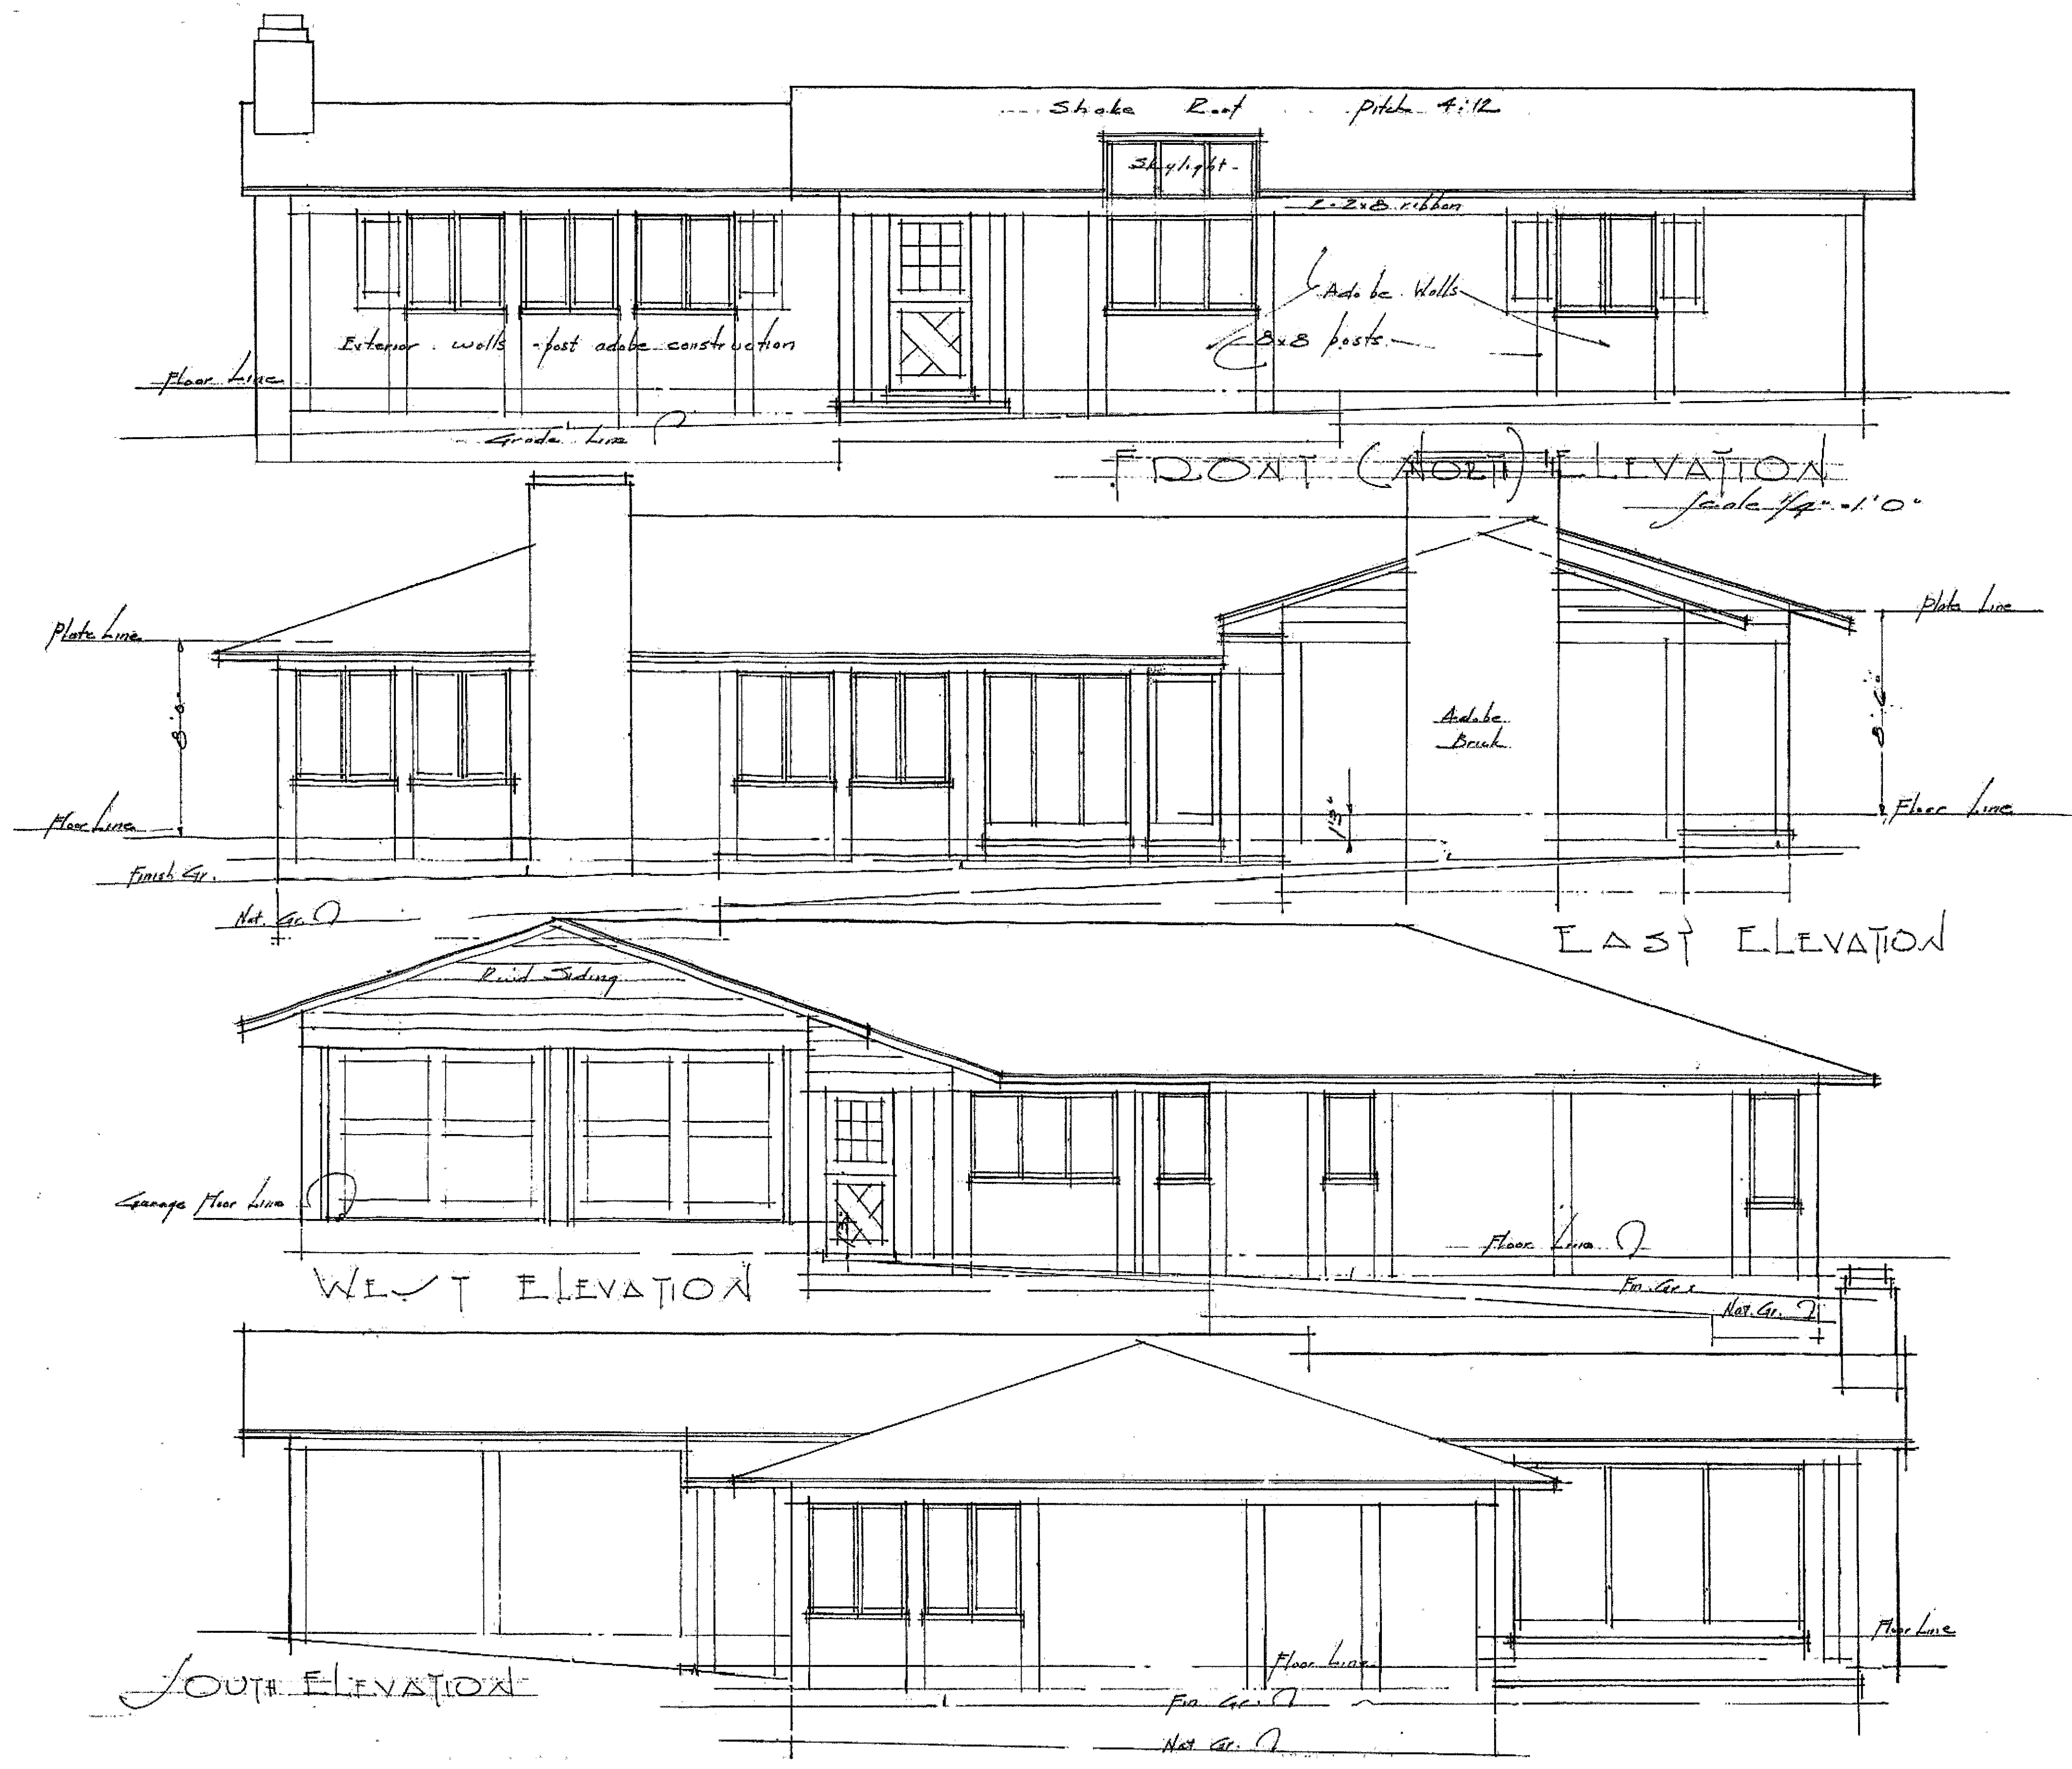 Shake Roof Pitch 4:12
Skylight
2-2x8 ribbon
Adobe Walls
8x8 posts
Exterior walls - post adobe construction
Floor Line
Grade Line
FRONT (NORTH) ELEVATION
Scale 1/4" = 1'0"
Plate Line
Plate Line
8'0"
Adobe
Brick
13"
Floor Line
Floor Line
Finish Gr.
Nat. Gr.
EAST ELEVATION
Siding
Garage Floor Line
Floor Line
WEST ELEVATION
Fin. Gr.
Nat. Gr.
Floor Line
Floor Line
SOUTH ELEVATION
Fin. Gr.
Nat. Gr.